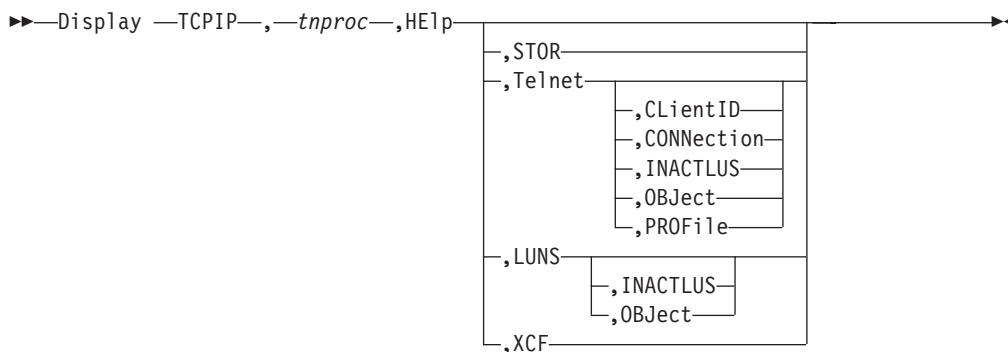 Display TCPIP , tnproc ,HElp
,STOR
,Telnet
,CLientID
,CONNection
,INACTLUS
,OBJect
,PROFile
,LUNS
,INACTLUS
,OBJect
,XCF